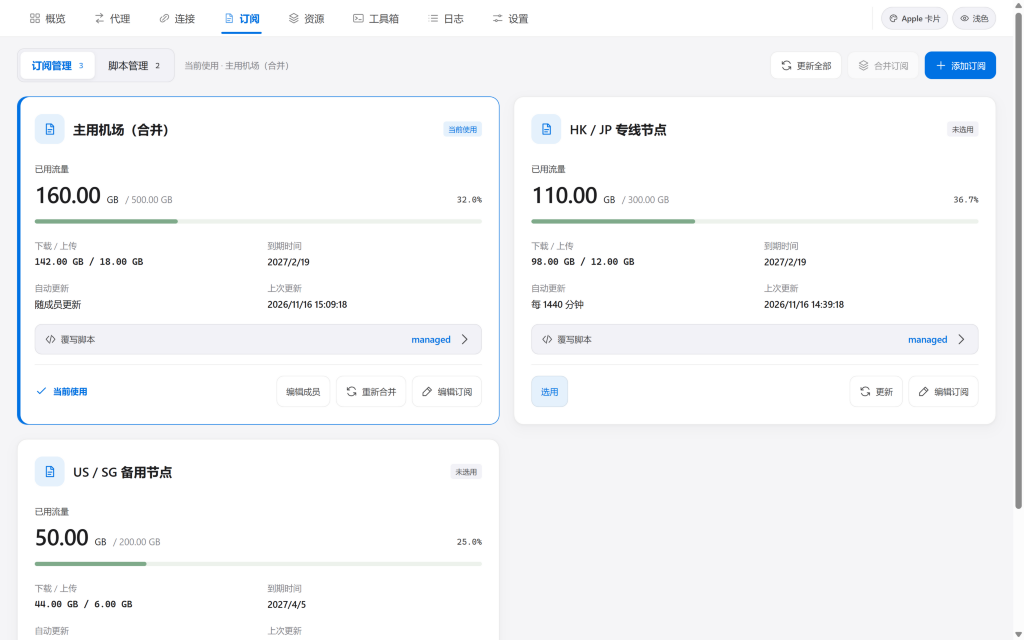 概览 代理 连接 订阅 资源 工具箱 日志 设置 Apple 卡片 浅色
订阅管理 3 脚本管理 2 当前使用 · 主用机场（合并） 更新全部 合并订阅 添加订阅
主用机场（合并） 当前使用
已用流量
160.00 GB / 500.00 GB 32.0%
下载 / 上传 到期时间
142.00 GB / 18.00 GB 2027/2/19
自动更新 上次更新
随成员更新 2026/11/16 15:09:18
覆写脚本 managed
当前使用 编辑成员 重新合并 编辑订阅
HK / JP 专线节点 未选用
已用流量
110.00 GB / 300.00 GB 36.7%
下载 / 上传 到期时间
98.00 GB / 12.00 GB 2027/2/19
自动更新 上次更新
每 1440 分钟 2026/11/16 14:39:18
覆写脚本 managed
选用 更新 编辑订阅
US / SG 备用节点 未选用
已用流量
50.00 GB / 200.00 GB 25.0%
下载 / 上传 到期时间
44.00 GB / 6.00 GB 2027/4/5
自动更新 上次更新